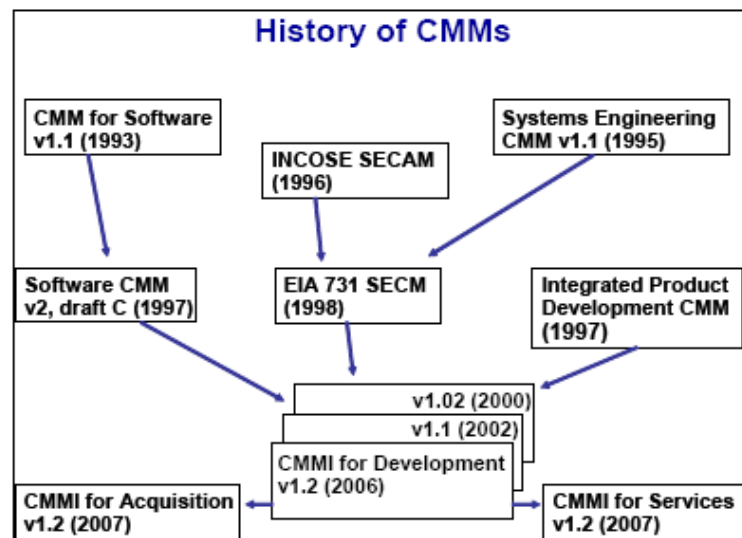 History of CMMs
CMM for Software
v1.1 (1993)
Systems Engineering
CMM v1.1 (1995)
INCOSE SECAM
(1996)
Software CMM
v2, draft C (1997)
EIA 731 SECM
(1998)
Integrated Product
Development CMM
(1997)
v1.02 (2000)
v1.1 (2002)
CMMI for Development
v1.2 (2006)
CMMI for Acquisition
v1.2 (2007)
CMMI for Services
v1.2 (2007)